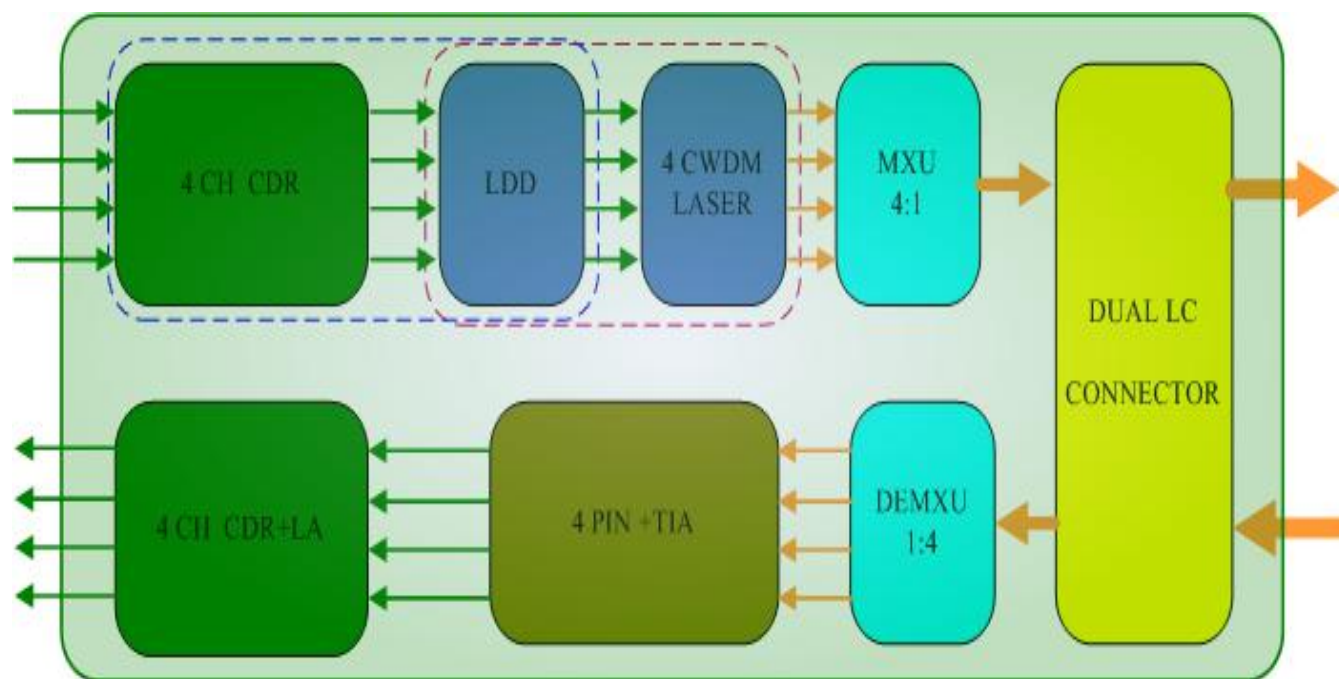 4 CH CDR
LDD
4 CWDM
LASER
MXU
4:1
DUAL LC
CONNECTOR
4 CH CDR+LA
4 PIN +TIA
DEMXU
1:4